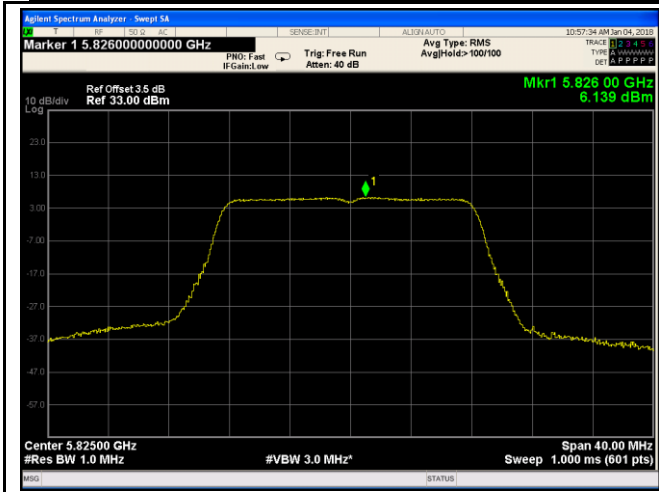 Agilent Spectrum Analyzer - Swept SA
T RF 50 Ω AC SENSE:INT ALIGN AUTO 10:57:34 AM Jan 04, 2018
Marker 1 5.826000000000 GHz
PNO: Fast
IFGain:Low
Trig: Free Run
Atten: 40 dB
Avg Type: RMS
Avg|Hold:>100/100
TRACE 1 2 3 4 5 6
TYPE A WWWWW
DET A P P P P P
Ref Offset 3.5 dB
10 dB/div Ref 33.00 dBm
Log
Mkr1 5.826 00 GHz
6.139 dBm
23.0
13.0
3.00
-7.00
-17.0
-27.0
-37.0
-47.0
-57.0
1
Center 5.82500 GHz
#Res BW 1.0 MHz
#VBW 3.0 MHz*
Span 40.00 MHz
Sweep 1.000 ms (601 pts)
MSG STATUS